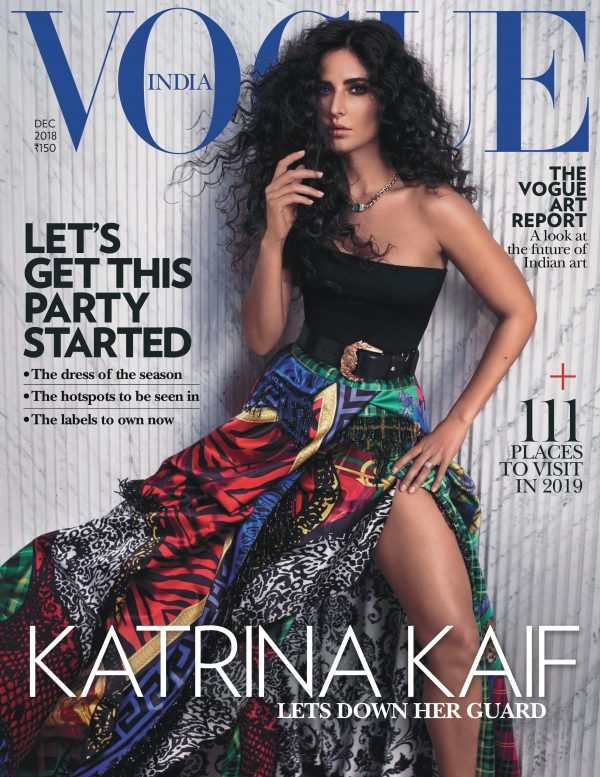 VOGUE
INDIA
DEC
2018
₹150
THE
VOGUE
ART
REPORT
A look at
the future of
Indian art
LET'S
GET THIS
PARTY
STARTED
• The dress of the season
• The hotspots to be seen in
• The labels to own now
+
111
PLACES
TO VISIT
IN 2019
KATRINA KAIF
LETS DOWN HER GUARD